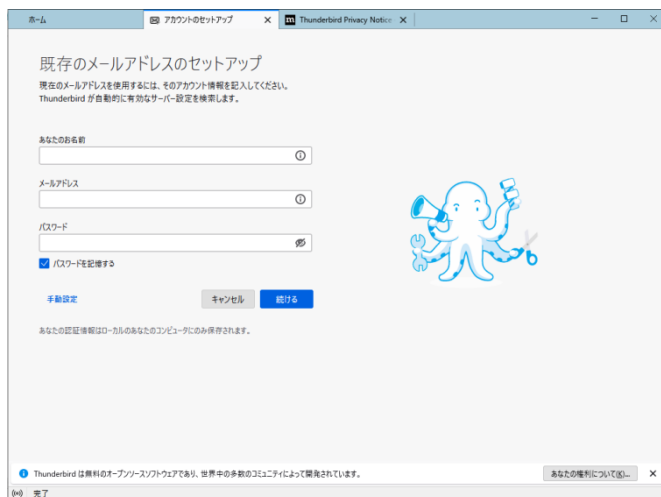 ホーム
アカウントのセットアップ
Thunderbird Privacy Notice
既存のメールアドレスのセットアップ
現在のメールアドレスを使用するには、そのアカウント情報を記入してください。
Thunderbird が自動的に有効なサーバー設定を検索します。
あなたのお名前
メールアドレス
パスワード
パスワードを記憶する
手動設定
キャンセル
続ける
あなたの認証情報はローカルのあなたのコンピュータにのみ保存されます。
Thunderbird は無料のオープンソースソフトウェアであり、世界中の多数のコミュニティによって開発されています。
あなたの権利について(K)...
完了